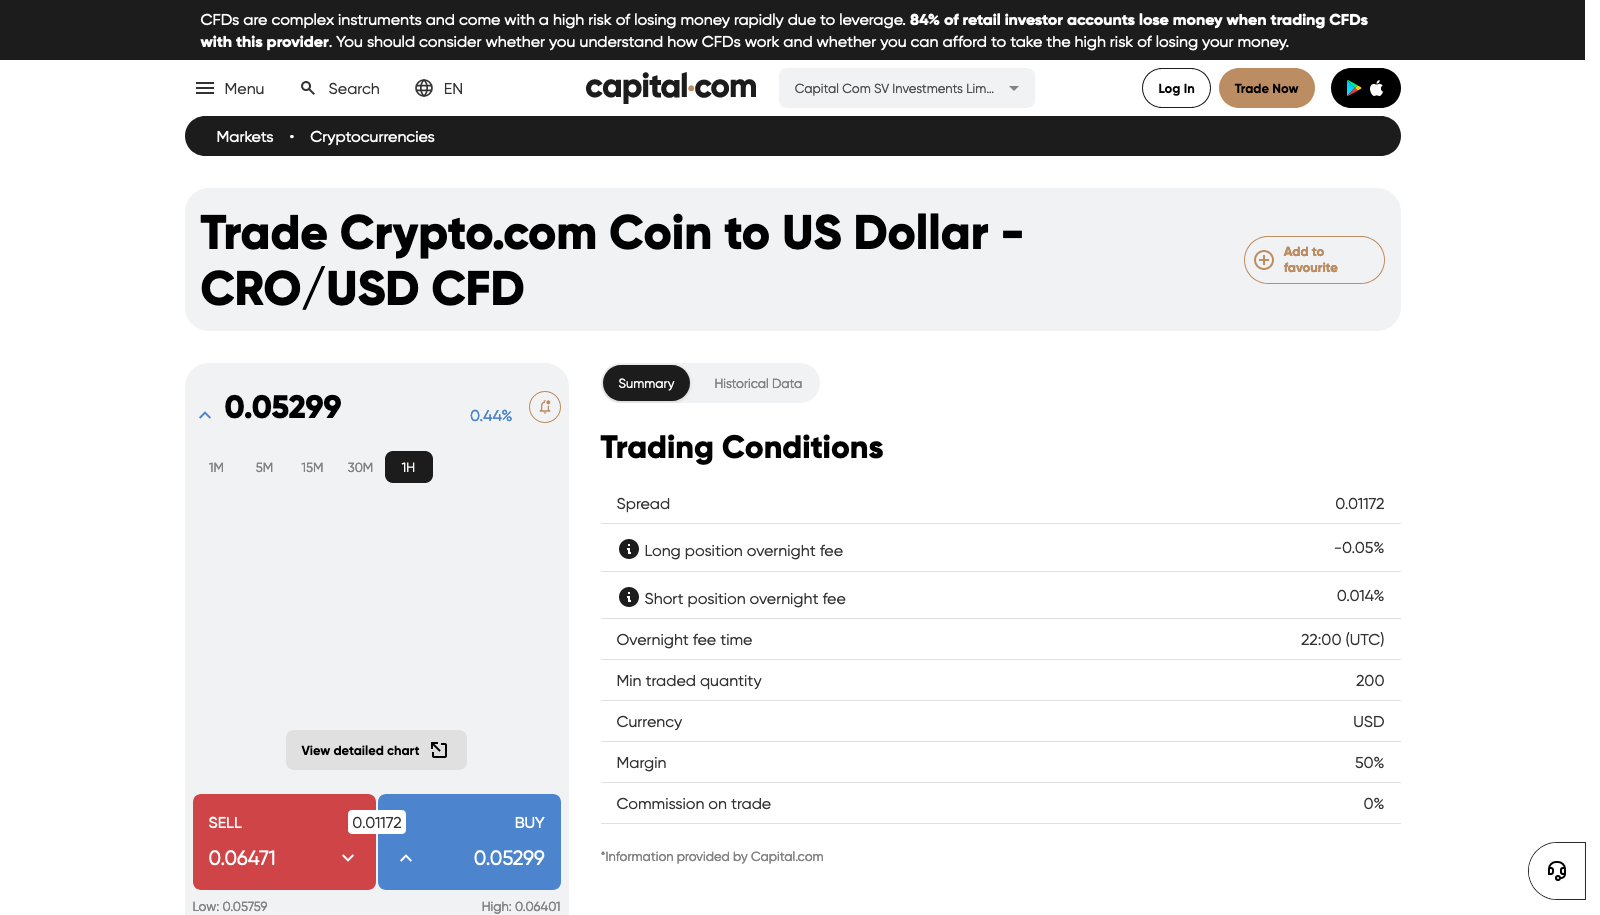 CFDs are complex instruments and come with a high risk of losing money rapidly due to leverage. 84% of retail investor accounts lose money when trading CFDs
with this provider. You should consider whether you understand how CFDs work and whether you can afford to take the high risk of losing your money.
Menu
Search
EN
capital.com
Capital Com SV Investments Lim...
Log In
Trade Now
Markets • Cryptocurrencies
Trade Crypto.com Coin to US Dollar -
CRO/USD CFD
Add to
favourite
0.05299
0.44%
1M 5M 15M 30M 1H
View detailed chart
SELL
0.01172
BUY
0.06471
0.05299
Low: 0.05759
High: 0.06401
Summary
Historical Data
Trading Conditions
Spread 0.01172
Long position overnight fee -0.05%
Short position overnight fee 0.014%
Overnight fee time 22:00 (UTC)
Min traded quantity 200
Currency USD
Margin 50%
Commission on trade 0%
*Information provided by Capital.com